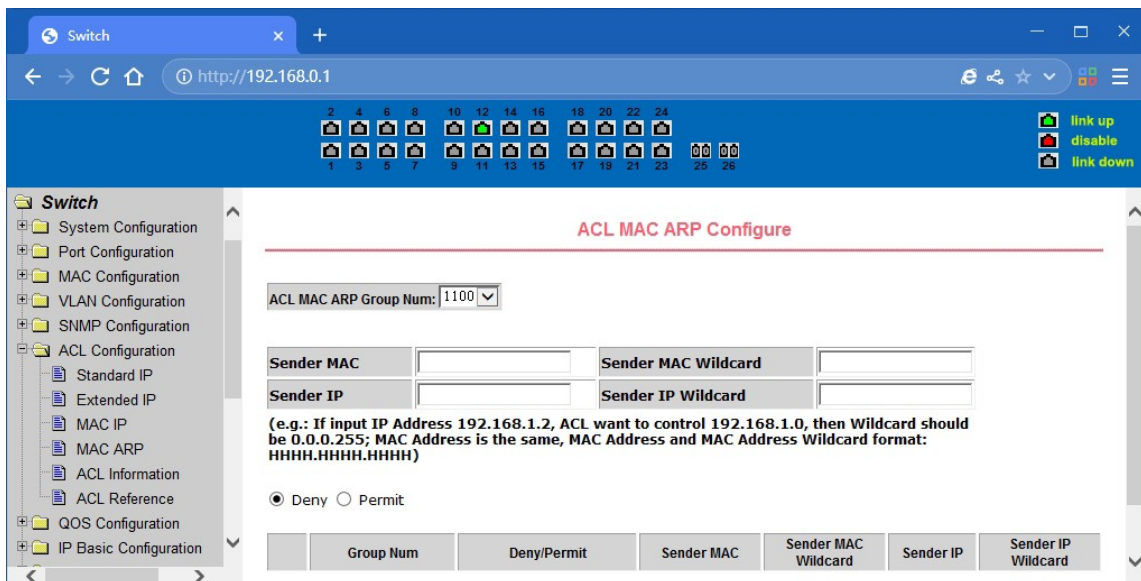 Switch
http://192.168.0.1
2 4 6 8 10 12 14 16 18 20 22 24
1 3 5 7 9 11 13 15 17 19 21 23 25 26
link up
disable
link down
Switch
System Configuration
Port Configuration
MAC Configuration
VLAN Configuration
SNMP Configuration
ACL Configuration
Standard IP
Extended IP
MAC IP
MAC ARP
ACL Information
ACL Reference
QOS Configuration
IP Basic Configuration
ACL MAC ARP Configure
ACL MAC ARP Group Num: 1100
Sender MAC Sender MAC Wildcard
Sender IP Sender IP Wildcard
(e.g.: If input IP Address 192.168.1.2, ACL want to control 192.168.1.0, then Wildcard should
be 0.0.0.255; MAC Address is the same, MAC Address and MAC Address Wildcard format:
HHHH.HHHH.HHHH)
Deny Permit
Group Num Deny/Permit Sender MAC Sender MAC Wildcard Sender IP Sender IP Wildcard